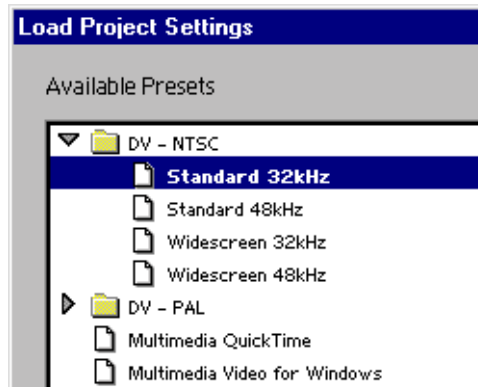 Load Project Settings
Available Presets
DV - NTSC
Standard 32kHz
Standard 48kHz
Widescreen 32kHz
Widescreen 48kHz
DV - PAL
Multimedia QuickTime
Multimedia Video for Windows